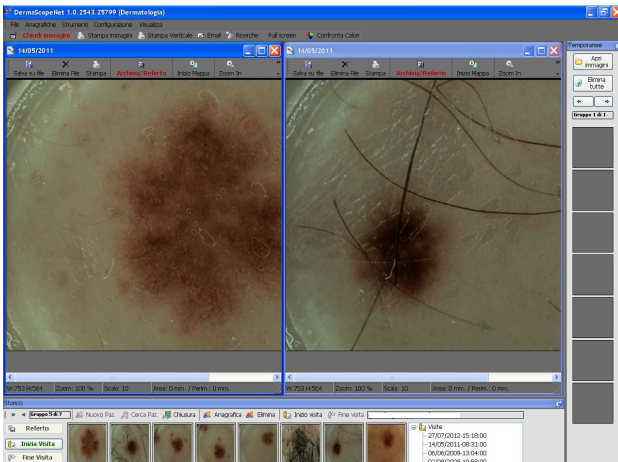 DermaScopeNet 1.0.2543.25799 (Dermatologia)
File Anagrafiche Strumenti Configurazione Visualizza
Chiudi immagini Stampa immagini Stampa Verticale Email Ricerche Full screen Confronta Colori
14/05/2011
Salva su file Elimina File Stampa Archivia/Referto Inizio Mappa Zoom In
W:753 H:564 Zoom: 100 % Scala: 10 Area: 0 mm. / Perim.: 0 mm.
14/05/2011
Salva su file Elimina File Stampa Archivia/Referto Inizio Mappa Zoom In
W:753 H:564 Zoom: 100 % Scala: 10 Area: 0 mm. / Perim.: 0 mm.
Temporanee
Apri
immagini
Elimina
tutte
Gruppo 1 di 1
Storico
Gruppo 5 di 7 Nuovo Paz. Cerca Paz. Chiusura Anagrafica Elimina Inizio visita Fine visita
Referto
Inizia Visita
Fine Visita
Visite
27/07/2012-15:18:00
14/05/2011-08:31:00
06/06/2009-13:04:00